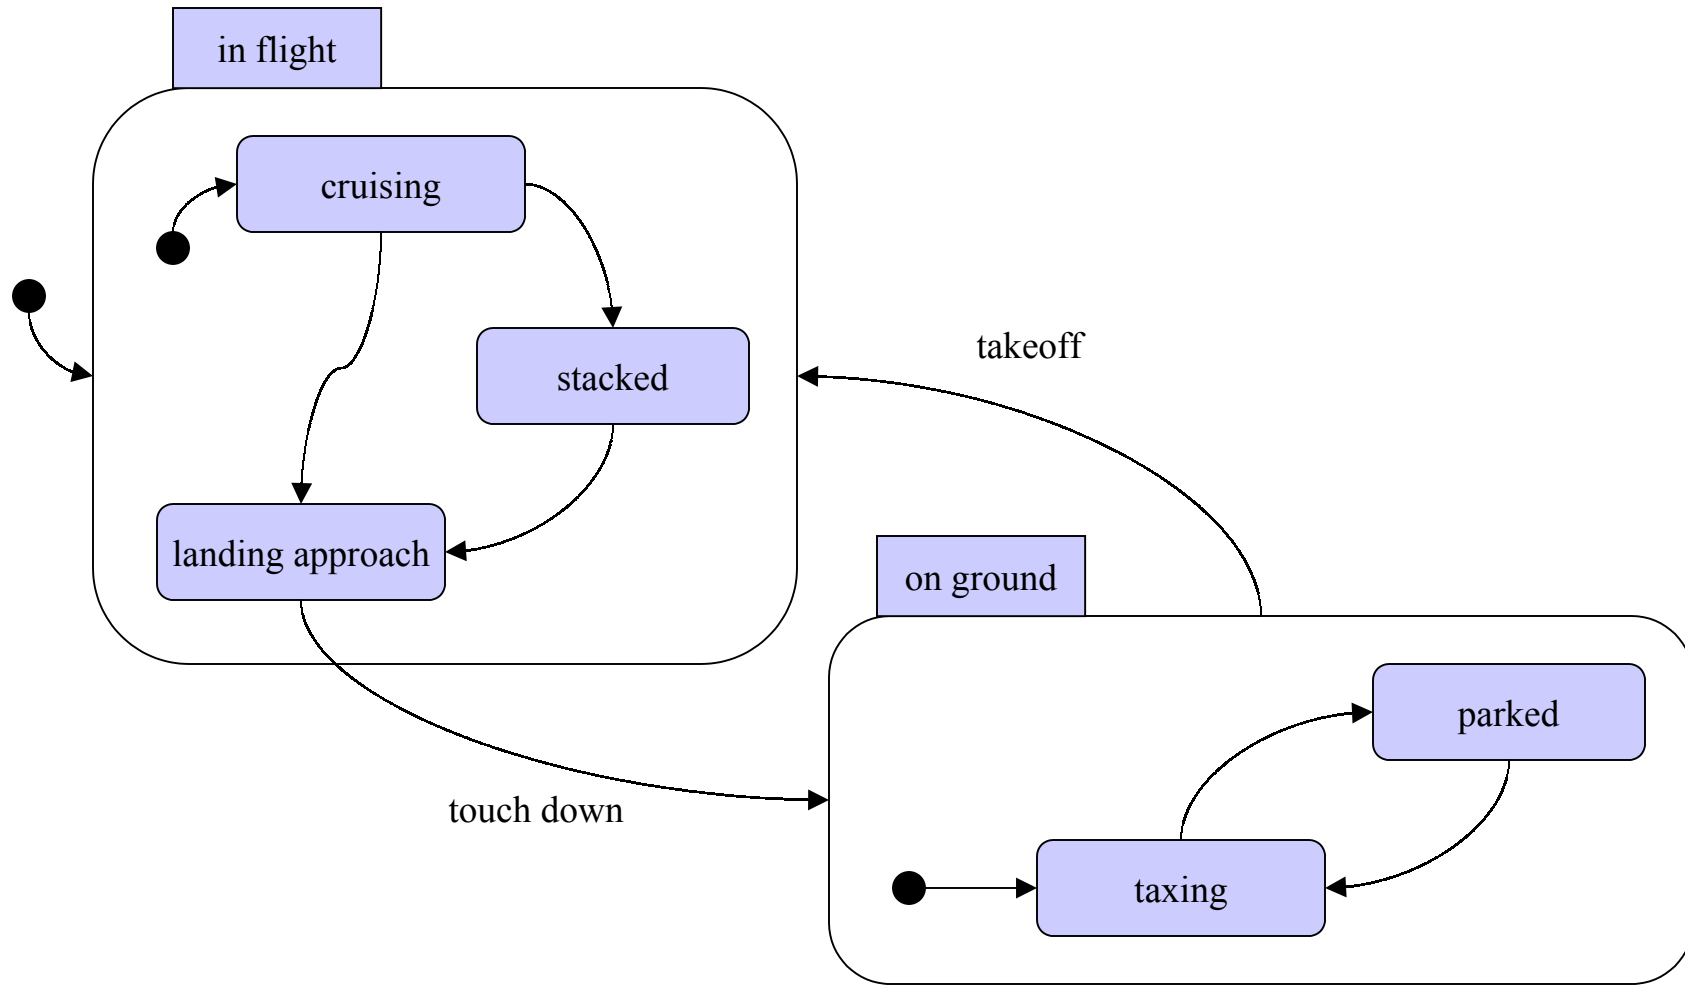 in flight
cruising
stacked
takeoff
landing approach
on ground
parked
touch down
taxing